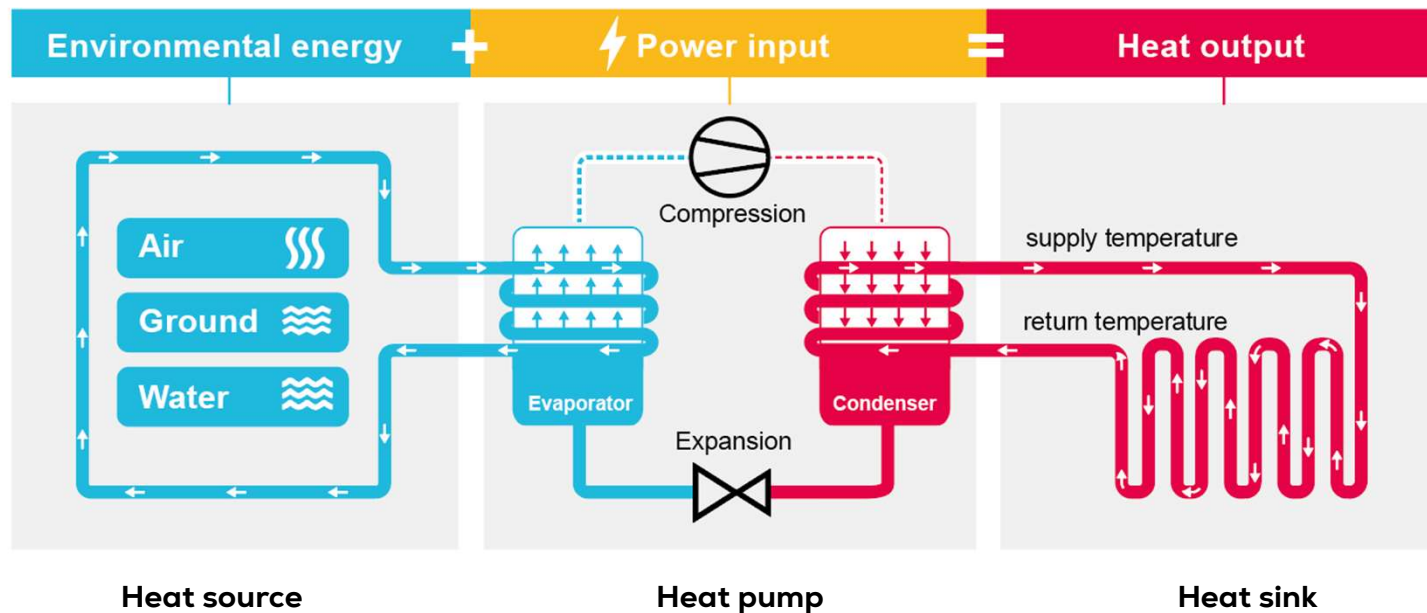 Environmental energy + Power input = Heat output
Air
Ground
Water
Compression
Evaporator
Condenser
Expansion
supply temperature
return temperature
Heat source
Heat pump
Heat sink